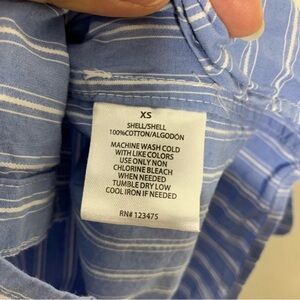 XS
SHELL/SHELL
100%COTTON/ALGODÓN
MACHINE WASH COLD
WITH LIKE COLORS
USE ONLY NON
CHLORINE BLEACH
WHEN NEEDED
TUMBLE DRY LOW
COOL IRON IF NEEDED
RN# 123475